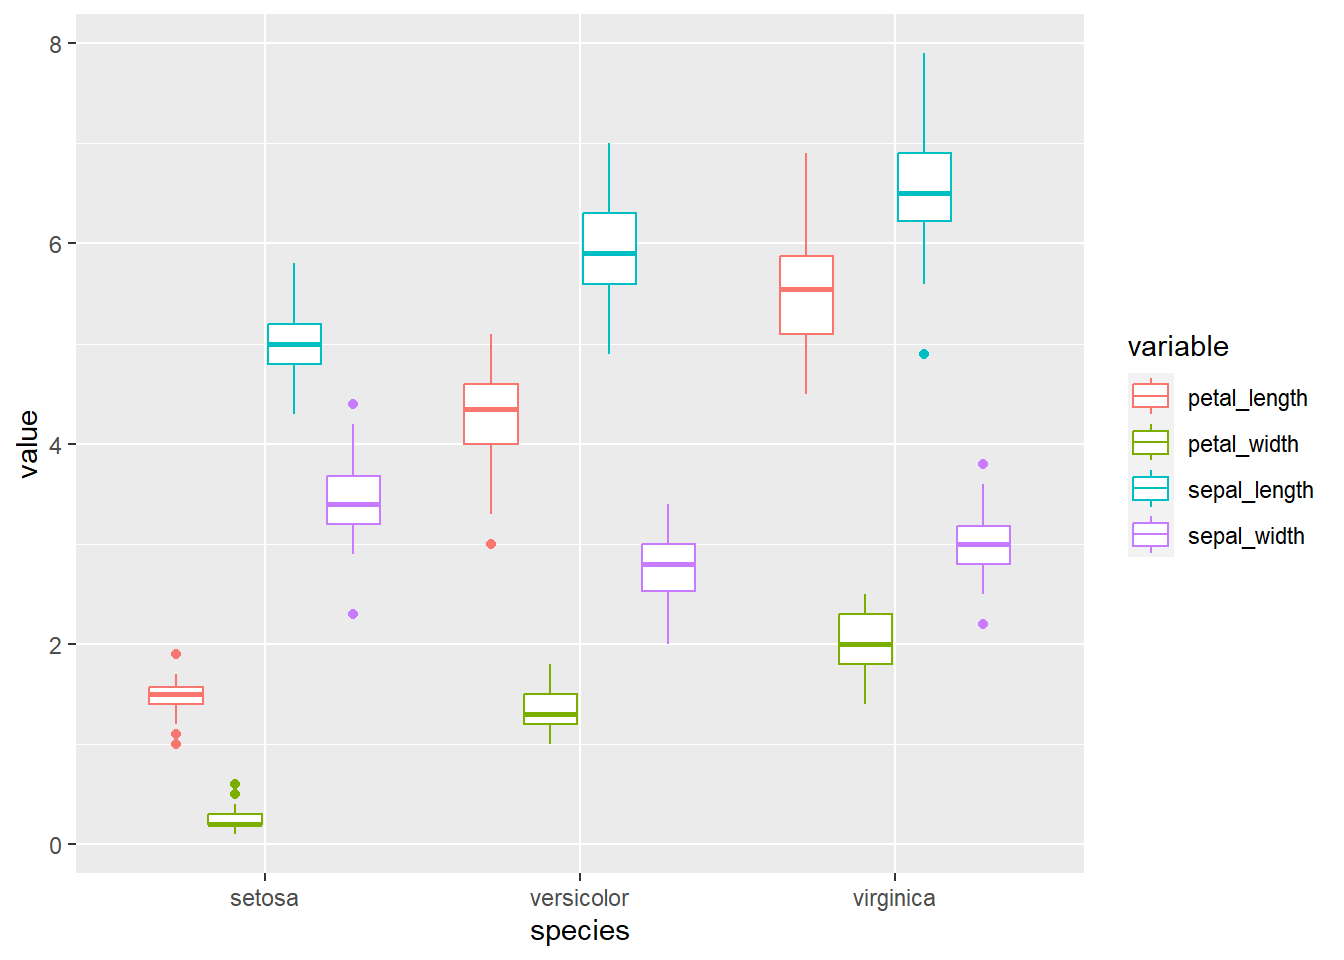 8
6
4
2
0
value
setosa
versicolor
virginica
species
variable
petal_length
petal_width
sepal_length
sepal_width